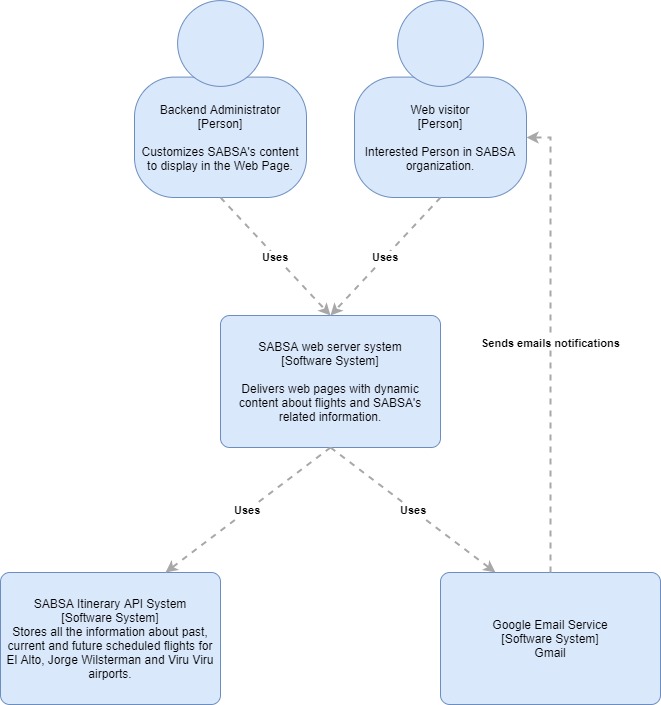 Backend Administrator
[Person]
Customizes SABSA's content
to display in the Web Page.
Web visitor
[Person]
Interested Person in SABSA
organization.
Uses
Uses
SABSA web server system
[Software System]
Delivers web pages with dynamic
content about flights and SABSA's
related information.
Sends emails notifications
Uses
Uses
SABSA Itinerary API System
[Software System]
Stores all the information about past,
current and future scheduled flights for
El Alto, Jorge Wilsterman and Viru Viru
airports.
Google Email Service
[Software System]
Gmail